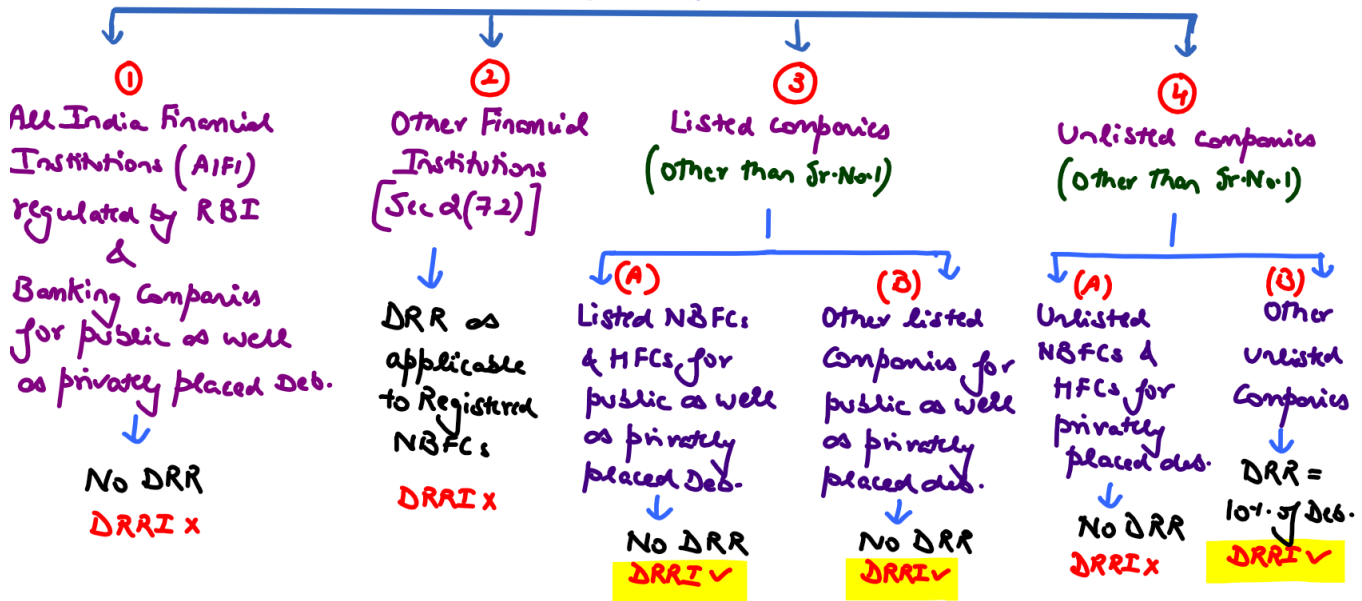 1
All India Financial
Institutions (AIFI)
regulated by RBI
&
Banking Companies
for public as well
as privately placed Deb.
No DRR
DRRI x
2
Other Financial
Institutions
[Sec 2(72)]
DRR as
applicable
to Registered
NBFCs
DRRI x
3
Listed companies
(other than Sr.No.1)
(A)
Listed NBFCs
& HFCs for
public as well
as privately
placed Deb.
No DRR
DRRI ✓
(B)
Other listed
Companies for
public as well
as privately
placed deb.
No DRR
DRRI ✓
4
Unlisted companies
(other than Sr.No.1)
(A)
Unlisted
NBFCs &
HFCs for
privately
placed deb.
No DRR
DRRI x
(B)
Other
unlisted
Companies
DRR =
10% of Deb.
DRRI ✓